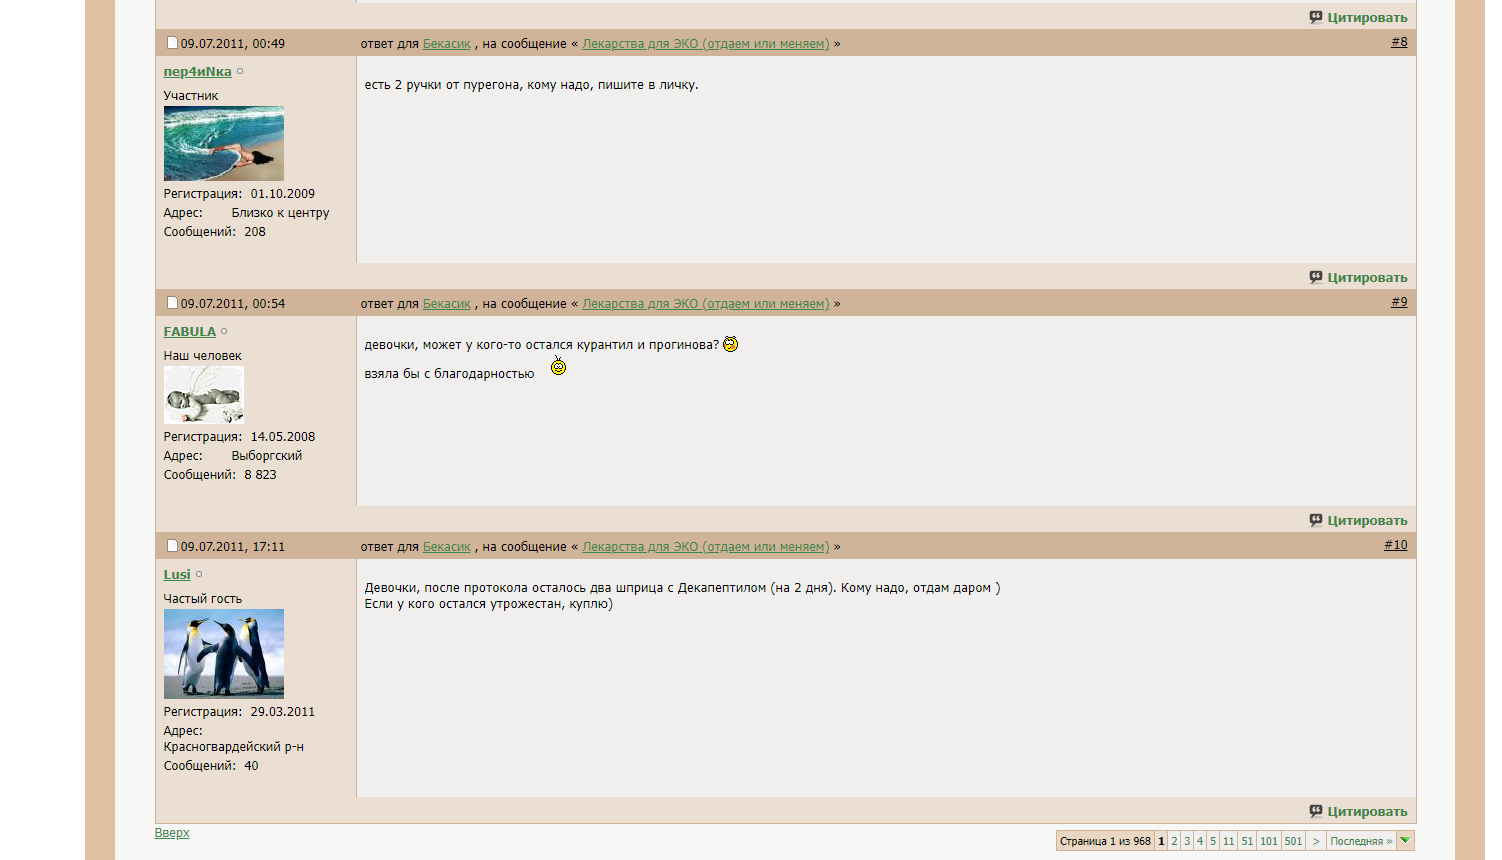 Цитировать
09.07.2011, 00:49 ответ для Бекасик , на сообщение « Лекарства для ЭКО (отдаем или меняем) » #8
пер4иNка
Участник
есть 2 ручки от пурегона, кому надо, пишите в личку.
Регистрация: 01.10.2009
Адрес: Близко к центру
Сообщений: 208
Цитировать
09.07.2011, 00:54 ответ для Бекасик , на сообщение « Лекарства для ЭКО (отдаем или меняем) » #9
FABULA
Наш человек
девочки, может у кого-то остался курантил и прогинова?
взяла бы с благодарностью
Регистрация: 14.05.2008
Адрес: Выборгский
Сообщений: 8 823
Цитировать
09.07.2011, 17:11 ответ для Бекасик , на сообщение « Лекарства для ЭКО (отдаем или меняем) » #10
Lusi
Частый гость
Девочки, после протокола осталось два шприца с Декапептилом (на 2 дня). Кому надо, отдам даром )
Если у кого остался утрожестан, куплю)
Регистрация: 29.03.2011
Адрес:
Красногвардейский р-н
Сообщений: 40
Цитировать
Вверх
Страница 1 из 968 1 2 3 4 5 11 51 101 501 > Последняя »